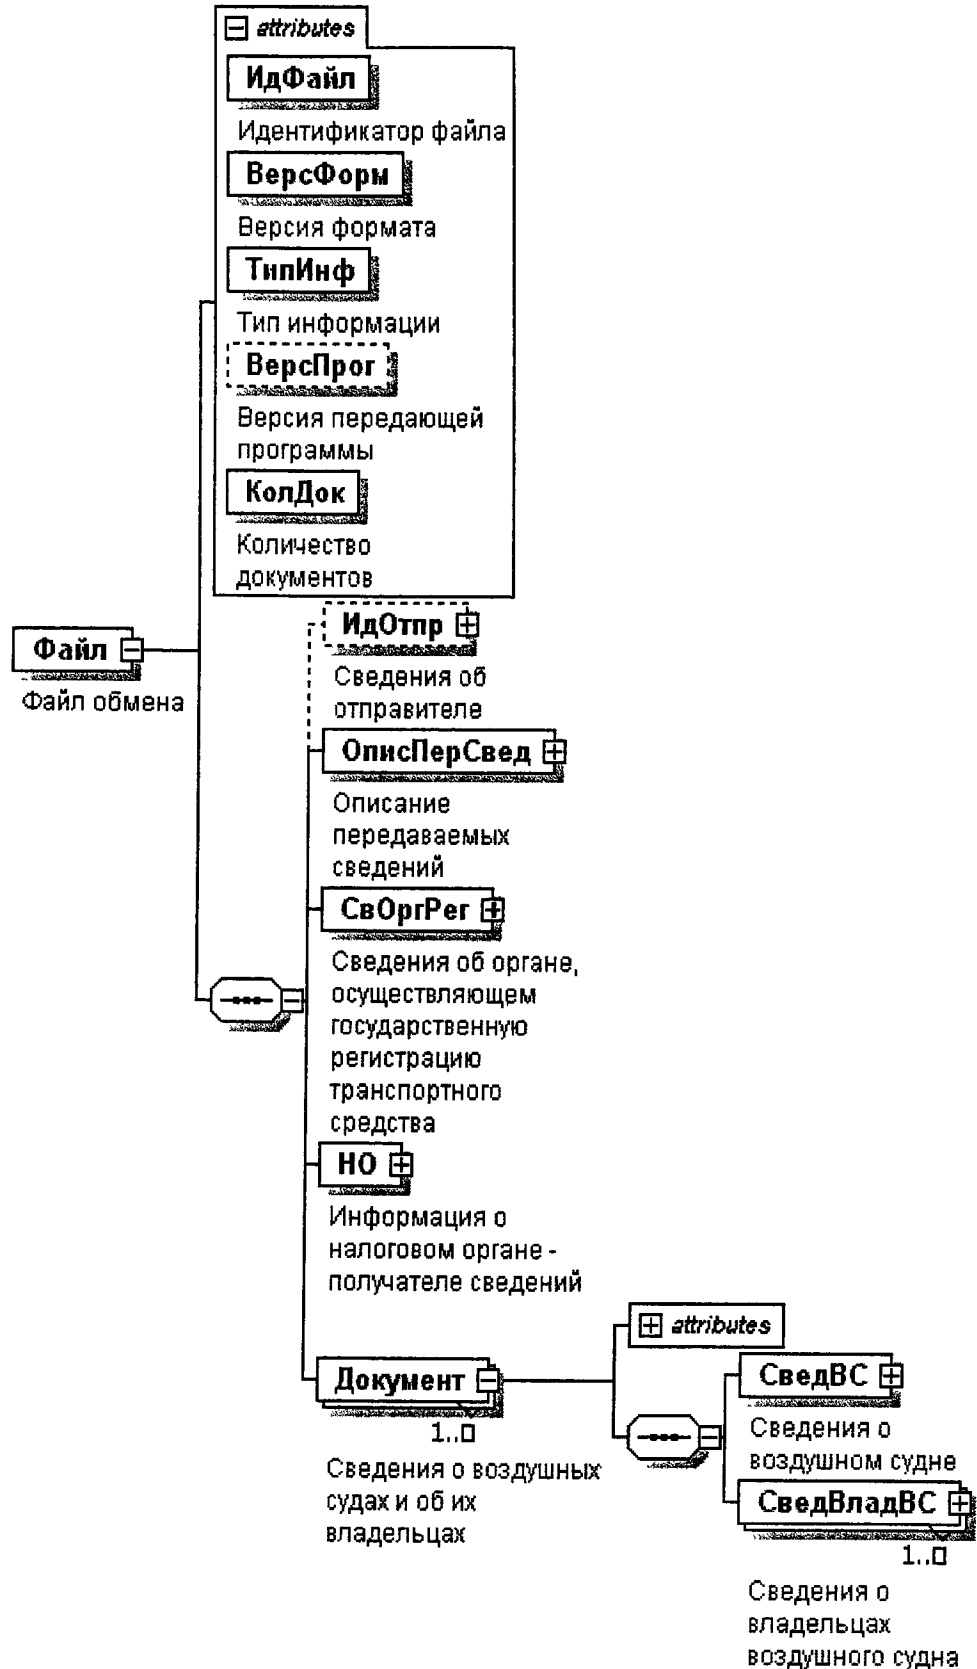 attributes
ИдФайл
Идентификатор файла
ВерсФорм
Версия формата
ТипИнф
Тип информации
ВерсПрог
Версия передающей
программы
КолДок
Количество
документов
Файл
Файл обмена
ИдОтпр
Сведения об
отправителе
ОписПерСвед
Описание
передаваемых
сведений
СвОргРег
Сведения об органе,
осуществляющем
государственную
регистрацию
транспортного
средства
НО
Информация о
налоговом органе -
получателе сведений
attributes
Документ
1..□
Сведения о воздушных
судах и об их
владельцах
СведВС
Сведения о
воздушном судне
СведВладВС
1..□
Сведения о
владельцах
воздушного судна